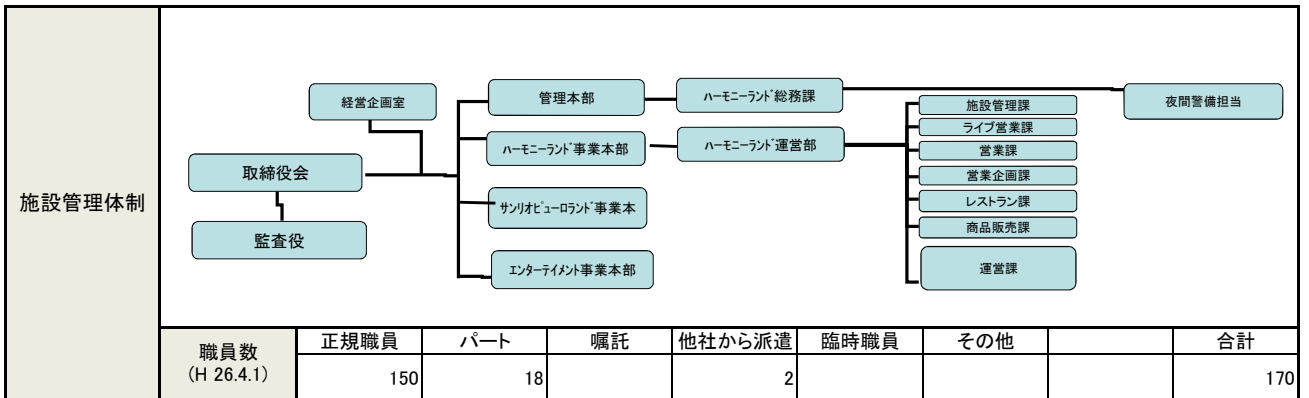 施設管理体制
経営企画室
取締役会
監査役
管理本部
ﾊｰﾓﾆｰﾗﾝﾄﾞ事業本部
ｻﾝﾘｵﾋﾟｭｰﾛﾗﾝﾄﾞ事業本
ｴﾝﾀｰﾃｲﾒﾝﾄ事業本部
ﾊｰﾓﾆｰﾗﾝﾄﾞ総務課
ﾊｰﾓﾆｰﾗﾝﾄﾞ運営部
施設管理課
ライブ営業課
営業課
営業企画課
レストラン課
商品販売課
運営課
夜間警備担当
職員数
(H 26.4.1)
正規職員 パート 嘱託 他社から派遣 臨時職員 その他 合計
150 18 2 170